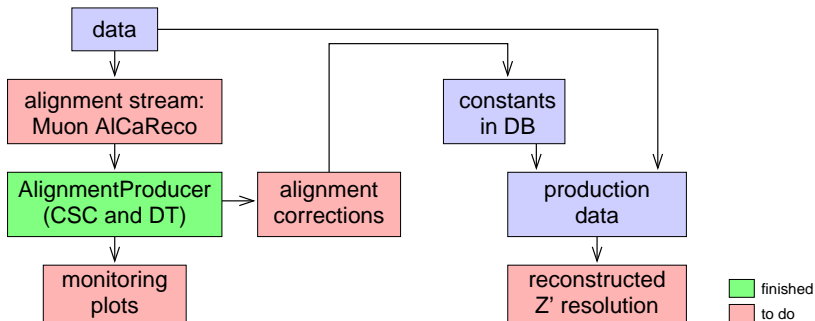 data
alignment stream:
Muon AlCaReco
constants
in DB
AlignmentProducer
(CSC and DT)
alignment
corrections
production
data
monitoring
plots
reconstructed
Z' resolution
finished
to do